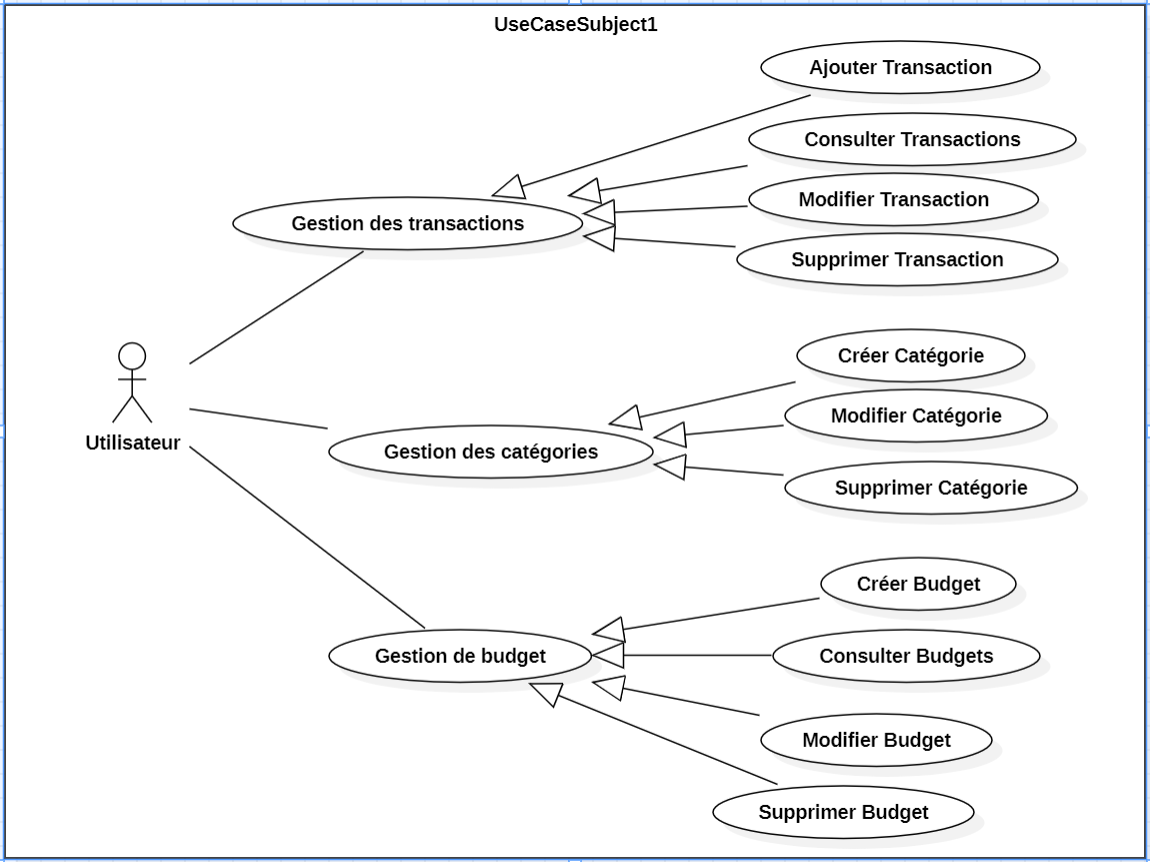 UseCaseSubject1
Ajouter Transaction
Consulter Transactions
Modifier Transaction
Gestion des transactions
Supprimer Transaction
Créer Catégorie
Modifier Catégorie
Utilisateur
Gestion des catégories
Supprimer Catégorie
Créer Budget
Gestion de budget
Consulter Budgets
Modifier Budget
Supprimer Budget